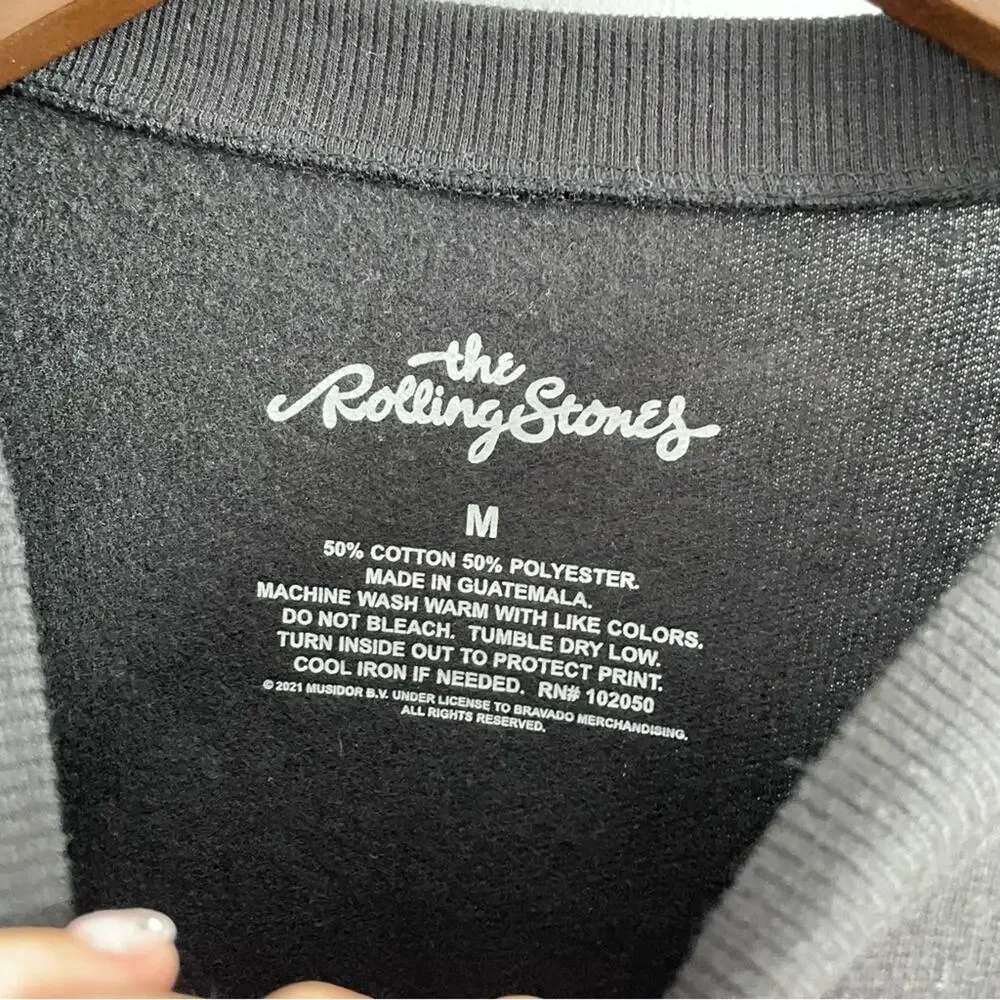 the
Rolling Stones
M
50% COTTON 50% POLYESTER.
MADE IN GUATEMALA.
MACHINE WASH WARM WITH LIKE COLORS.
DO NOT BLEACH. TUMBLE DRY LOW.
TURN INSIDE OUT TO PROTECT PRINT.
COOL IRON IF NEEDED. RN# 102050
© 2021 MUSIDOR B.V. UNDER LICENSE TO BRAVADO MERCHANDISING.
ALL RIGHTS RESERVED.